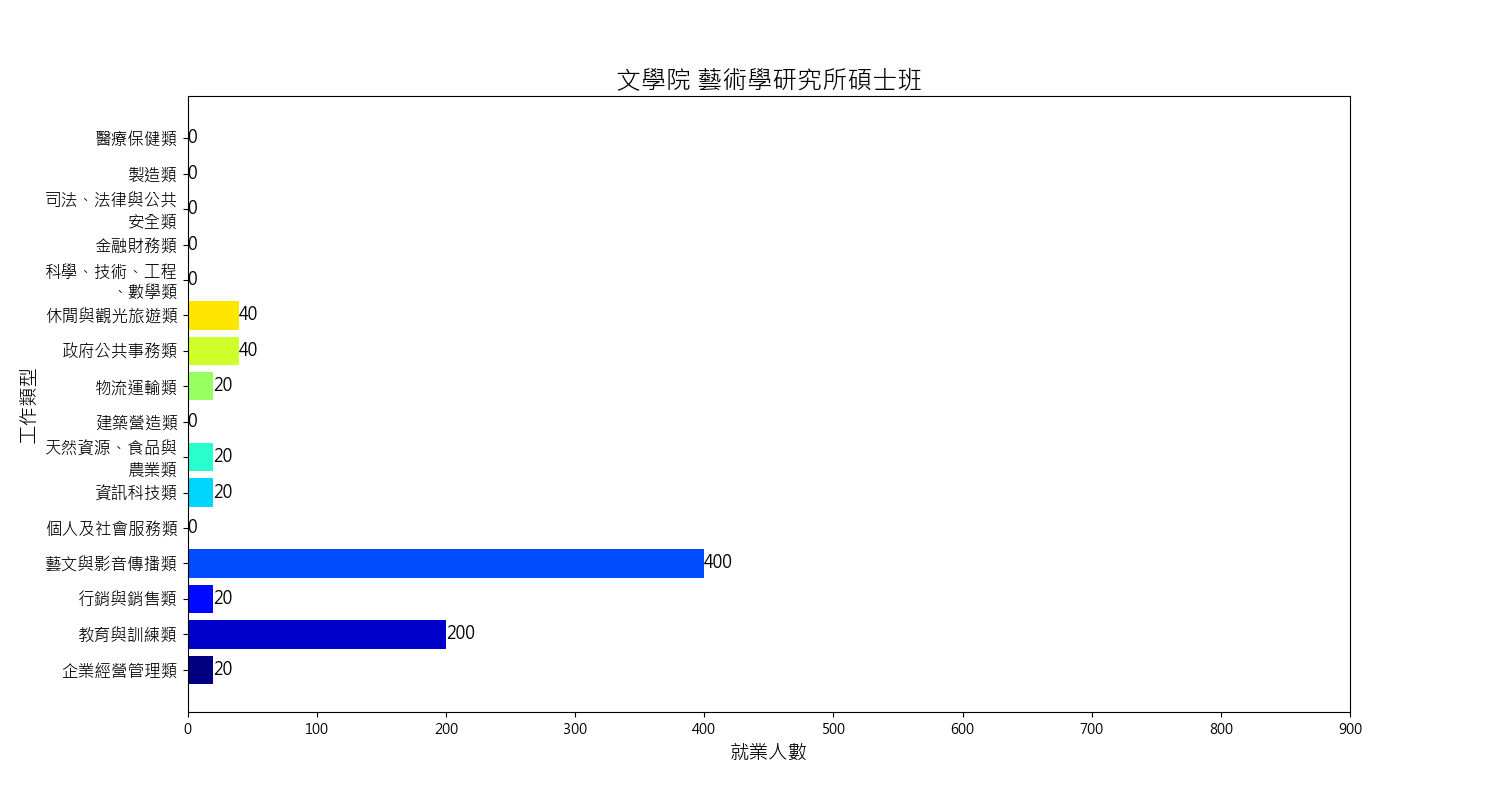 文學院 藝術學研究所碩士班
醫療保健類 0
製造類 0
司法、法律與公共
安全類 0
金融財務類 0
科學、技術、工程
、數學類 0
休閒與觀光旅遊類 40
政府公共事務類 40
物流運輸類 20
建築營造類 0
天然資源、食品與
農業類 20
資訊科技類 20
個人及社會服務類 0
藝文與影音傳播類 400
行銷與銷售類 20
教育與訓練類 200
企業經營管理類 20
工作類型
0 100 200 300 400 500 600 700 800 900
就業人數